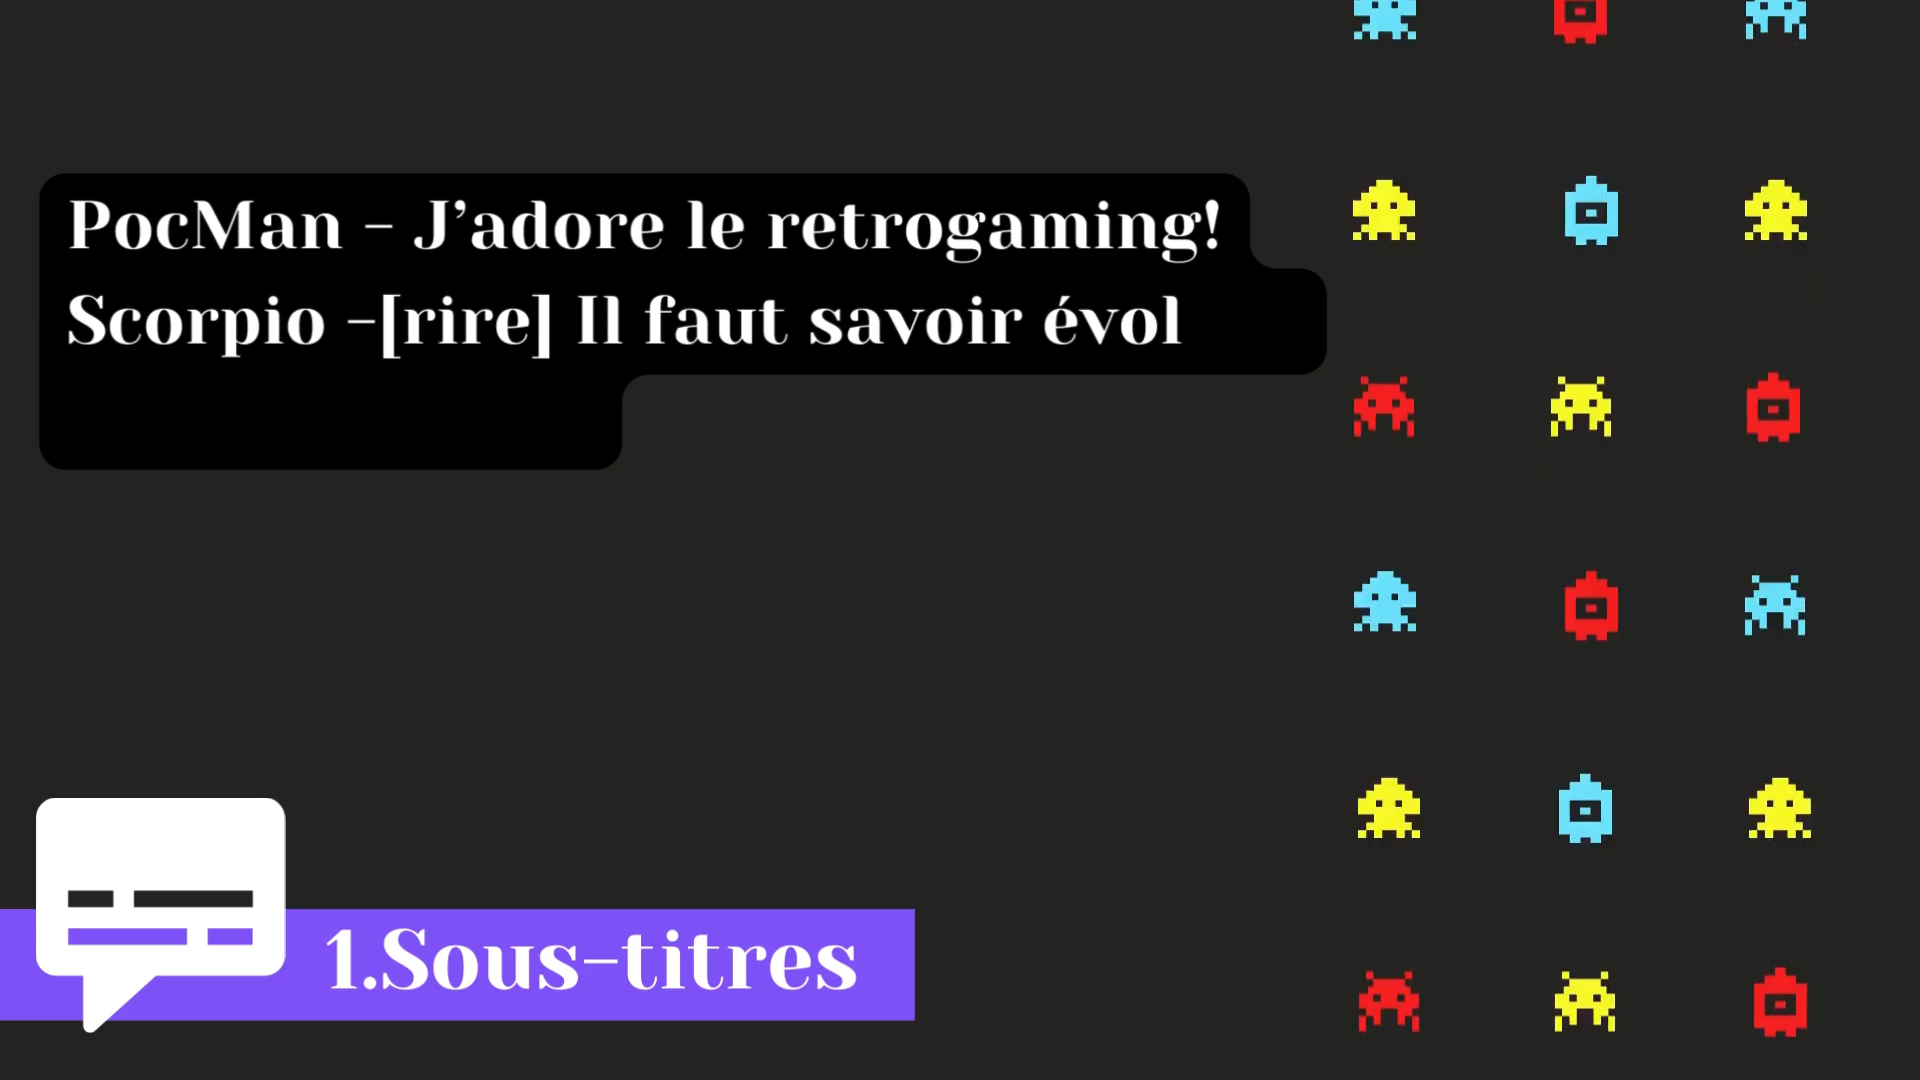 PocMan - J’adore le retrogaming!
Scorpio -[rire] Il faut savoir évol
1.Sous-titres